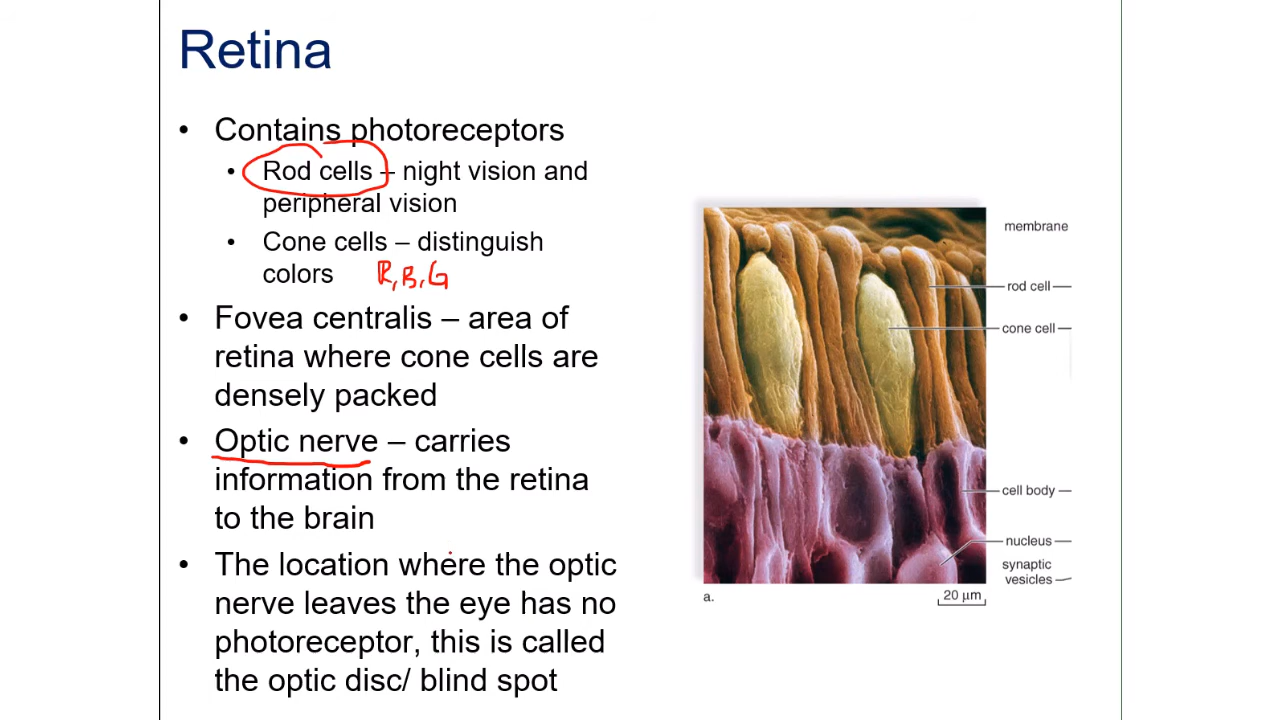 Retina
• Contains photoreceptors
• Rod cells – night vision and
peripheral vision
• Cone cells – distinguish
colors R, B, G
• Fovea centralis – area of
retina where cone cells are
densely packed
• Optic nerve – carries
information from the retina
to the brain
• The location where the optic
nerve leaves the eye has no
photoreceptor, this is called
the optic disc/ blind spot
membrane
rod cell
cone cell
cell body
nucleus
synaptic
vesicles
a.
20 µm